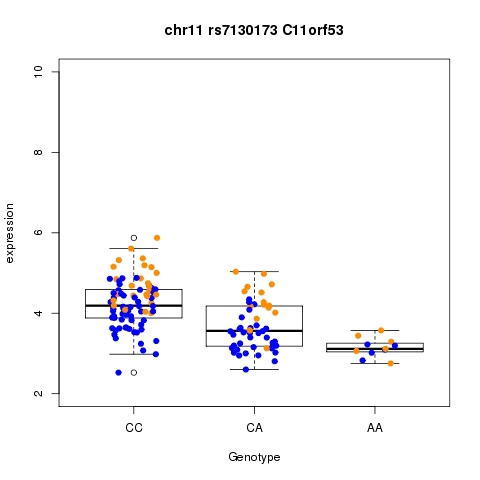 chr11 rs7130173 C11orf53
10
8
6
4
2
expression
CC CA AA
Genotype